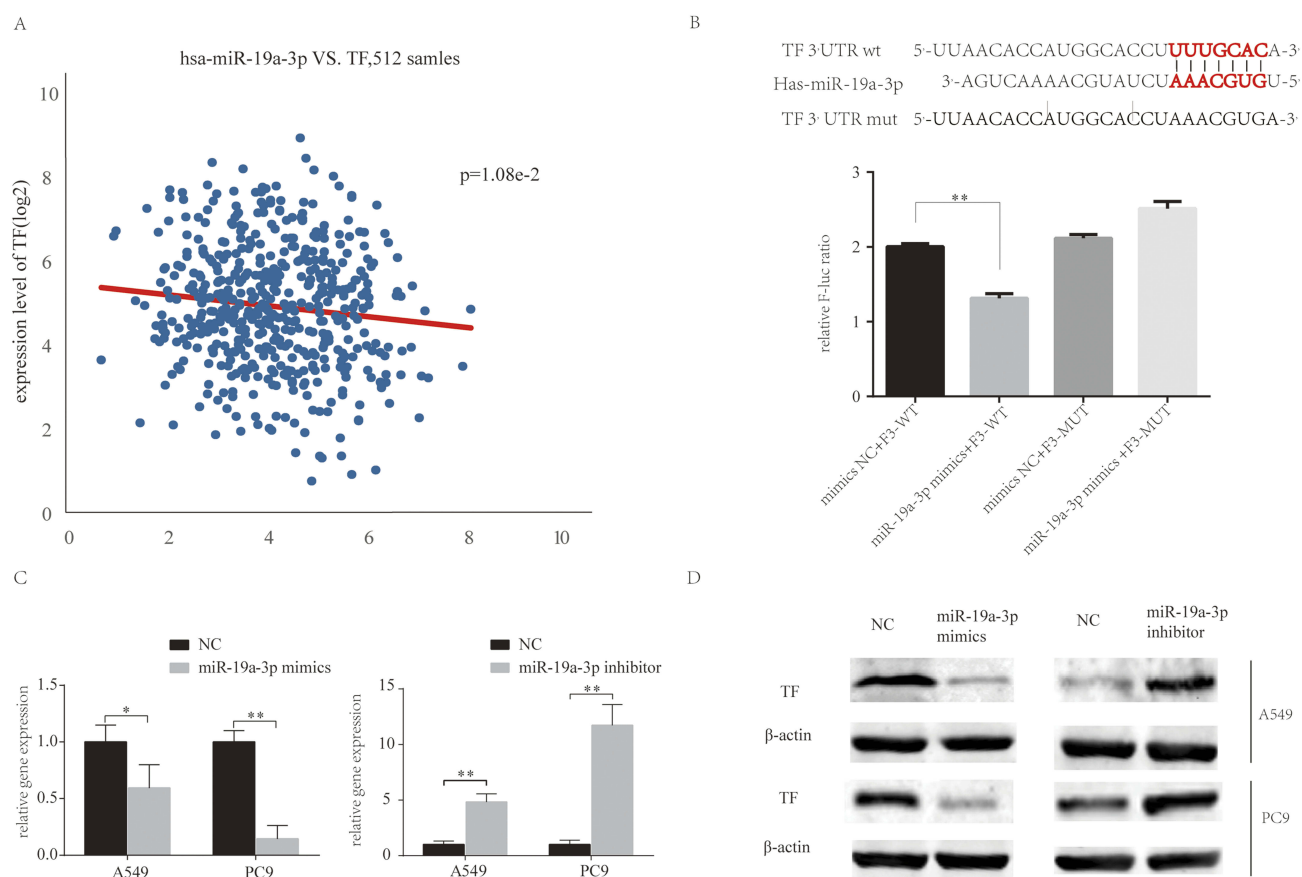 A
hsa-miR-19a-3p VS. TF,512 samles
p=1.08e-2
expression level of TF(log2)
10
8
6
4
2
0
0 2 4 6 8 10
B
TF 3'UTR wt 5'-UUAACACCAUGGCACCUUUUGCACA-3'
Has-miR-19a-3p 3'-AGUCAAAACGUAUCUAAACGUGU-5'
TF 3' UTR mut 5'-UUAACACCAUGGCACCUAAACGUGA-3'
relative F-luc ratio
3
2
1
0
**
mimics NC+F3-WT
miR-19a-3p mimics+F3-WT
mimics NC+F3-MUT
miR-19a-3p mimics +F3-MUT
C
NC
miR-19a-3p mimics
relative gene expression
1.5
1.0
0.5
0.0
* **
A549 PC9
NC
miR-19a-3p inhibitor
relative gene expression
15
10
5
0
** **
A549 PC9
D
NC miR-19a-3p mimics NC miR-19a-3p inhibitor
TF
β-actin
A549
TF
β-actin
PC9